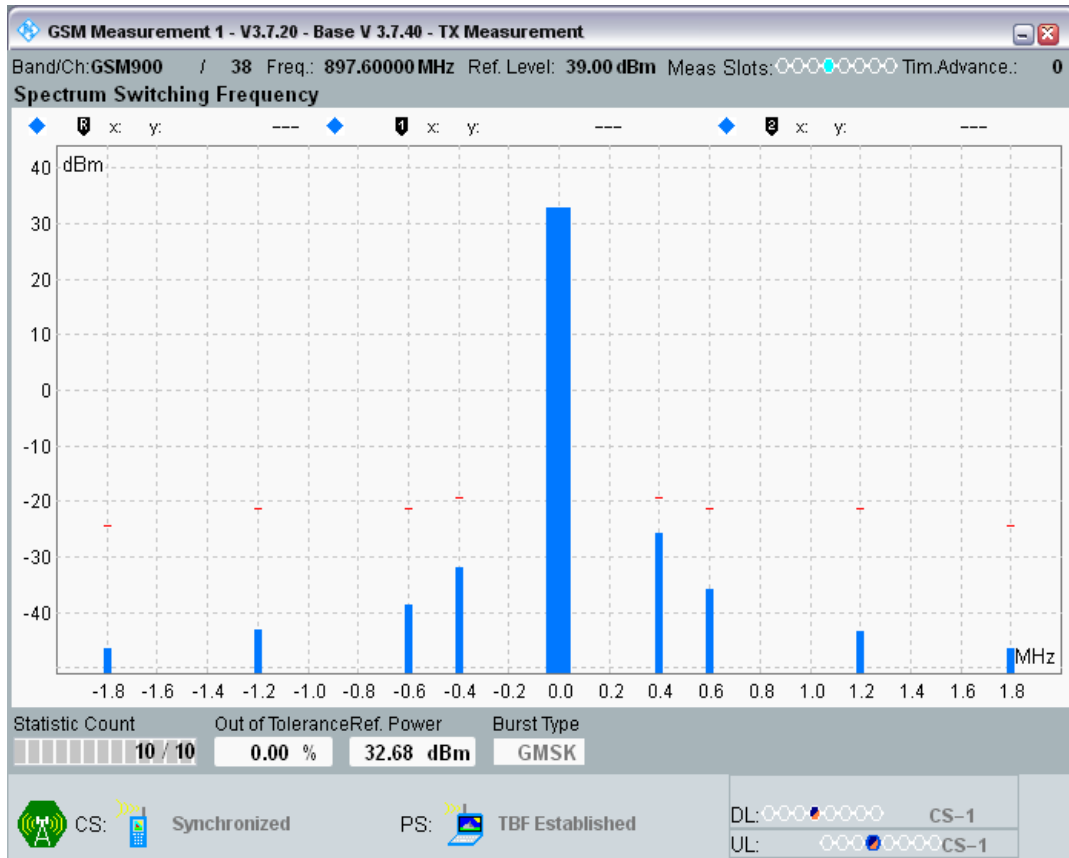 GSM Measurement 1 - V3.7.20 - Base V 3.7.40 - TX Measurement
Band/Ch:GSM900 / 38 Freq.: 897.60000 MHz Ref. Level: 39.00 dBm Meas Slots: Tim.Advance.: 0
Spectrum Switching Frequency
R x: y: --- 1 x: y: --- 2 x: y: ---
dBm
40
30
20
10
0
-10
-20
-30
-40
MHz
-1.8 -1.6 -1.4 -1.2 -1.0 -0.8 -0.6 -0.4 -0.2 0.0 0.2 0.4 0.6 0.8 1.0 1.2 1.4 1.6 1.8
Statistic Count Out of Tolerance Ref. Power Burst Type
10 / 10 0.00 % 32.68 dBm GMSK
CS: Synchronized PS: TBF Established DL: CS-1
UL: CS-1